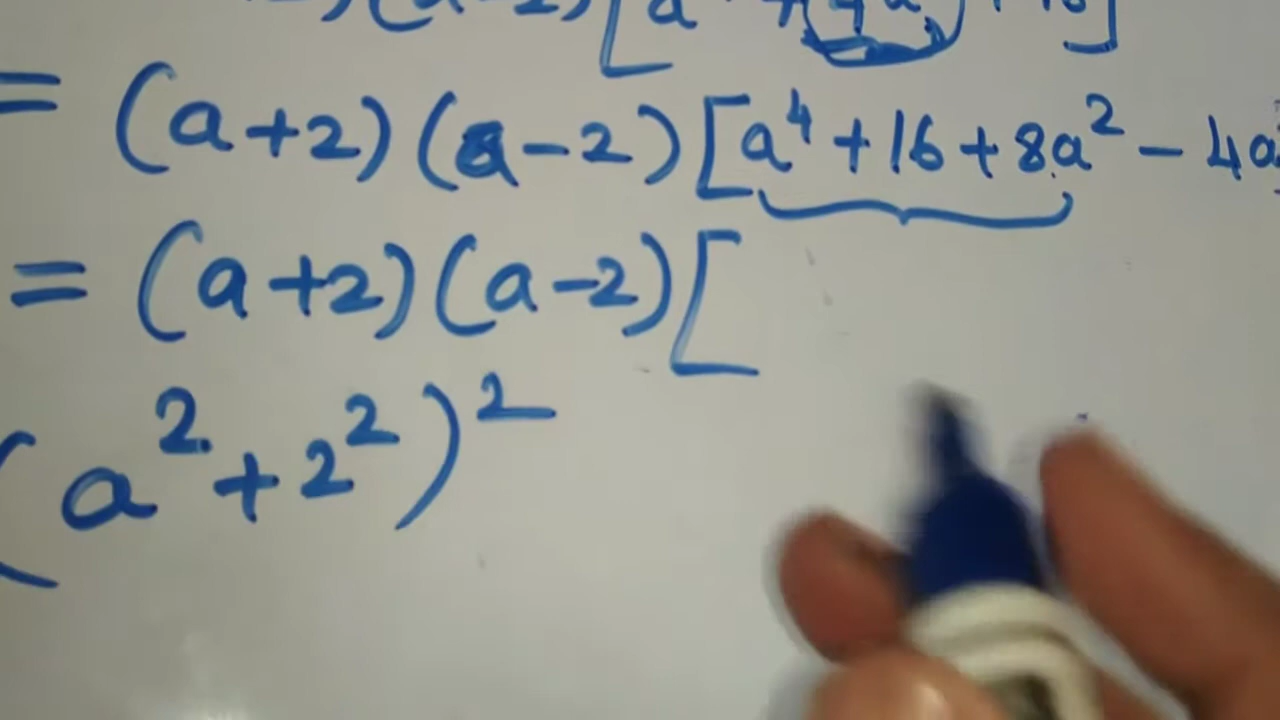 = (a+2)(a-2)[a⁴+16+8a²-4a
= (a+2)(a-2)[
(a²+2²)²